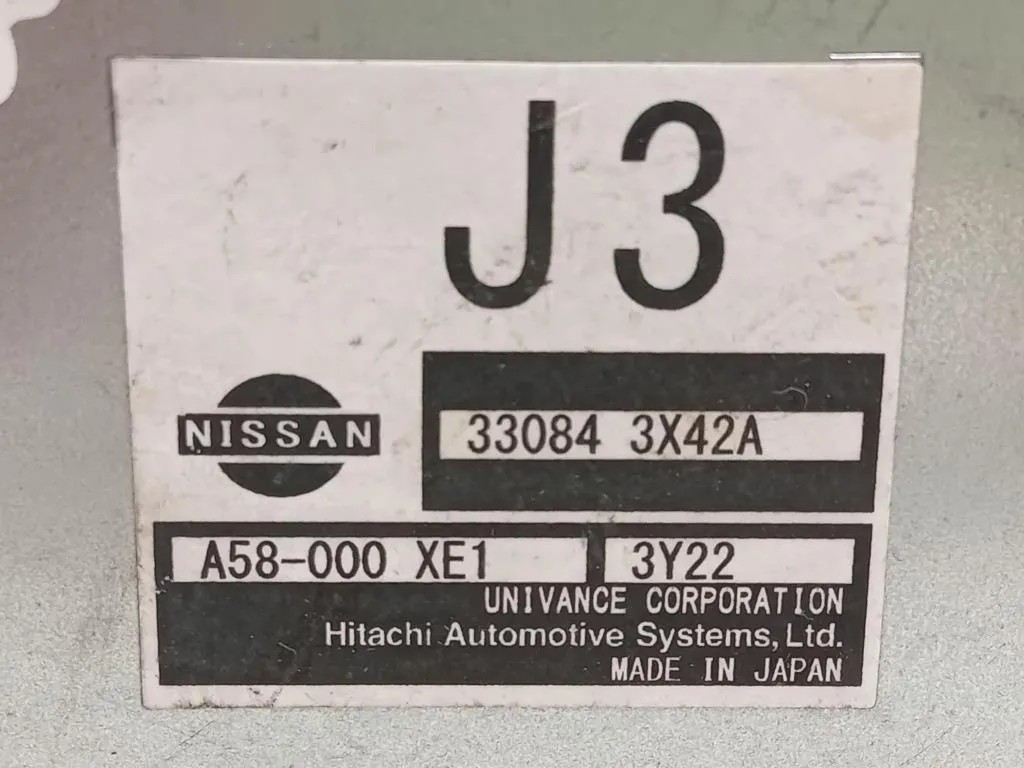 J3
NISSAN
33084 3X42A
A58-000 XE1
3Y22
UNIVANCE CORPORATION
Hitachi Automotive Systems, Ltd.
MADE IN JAPAN